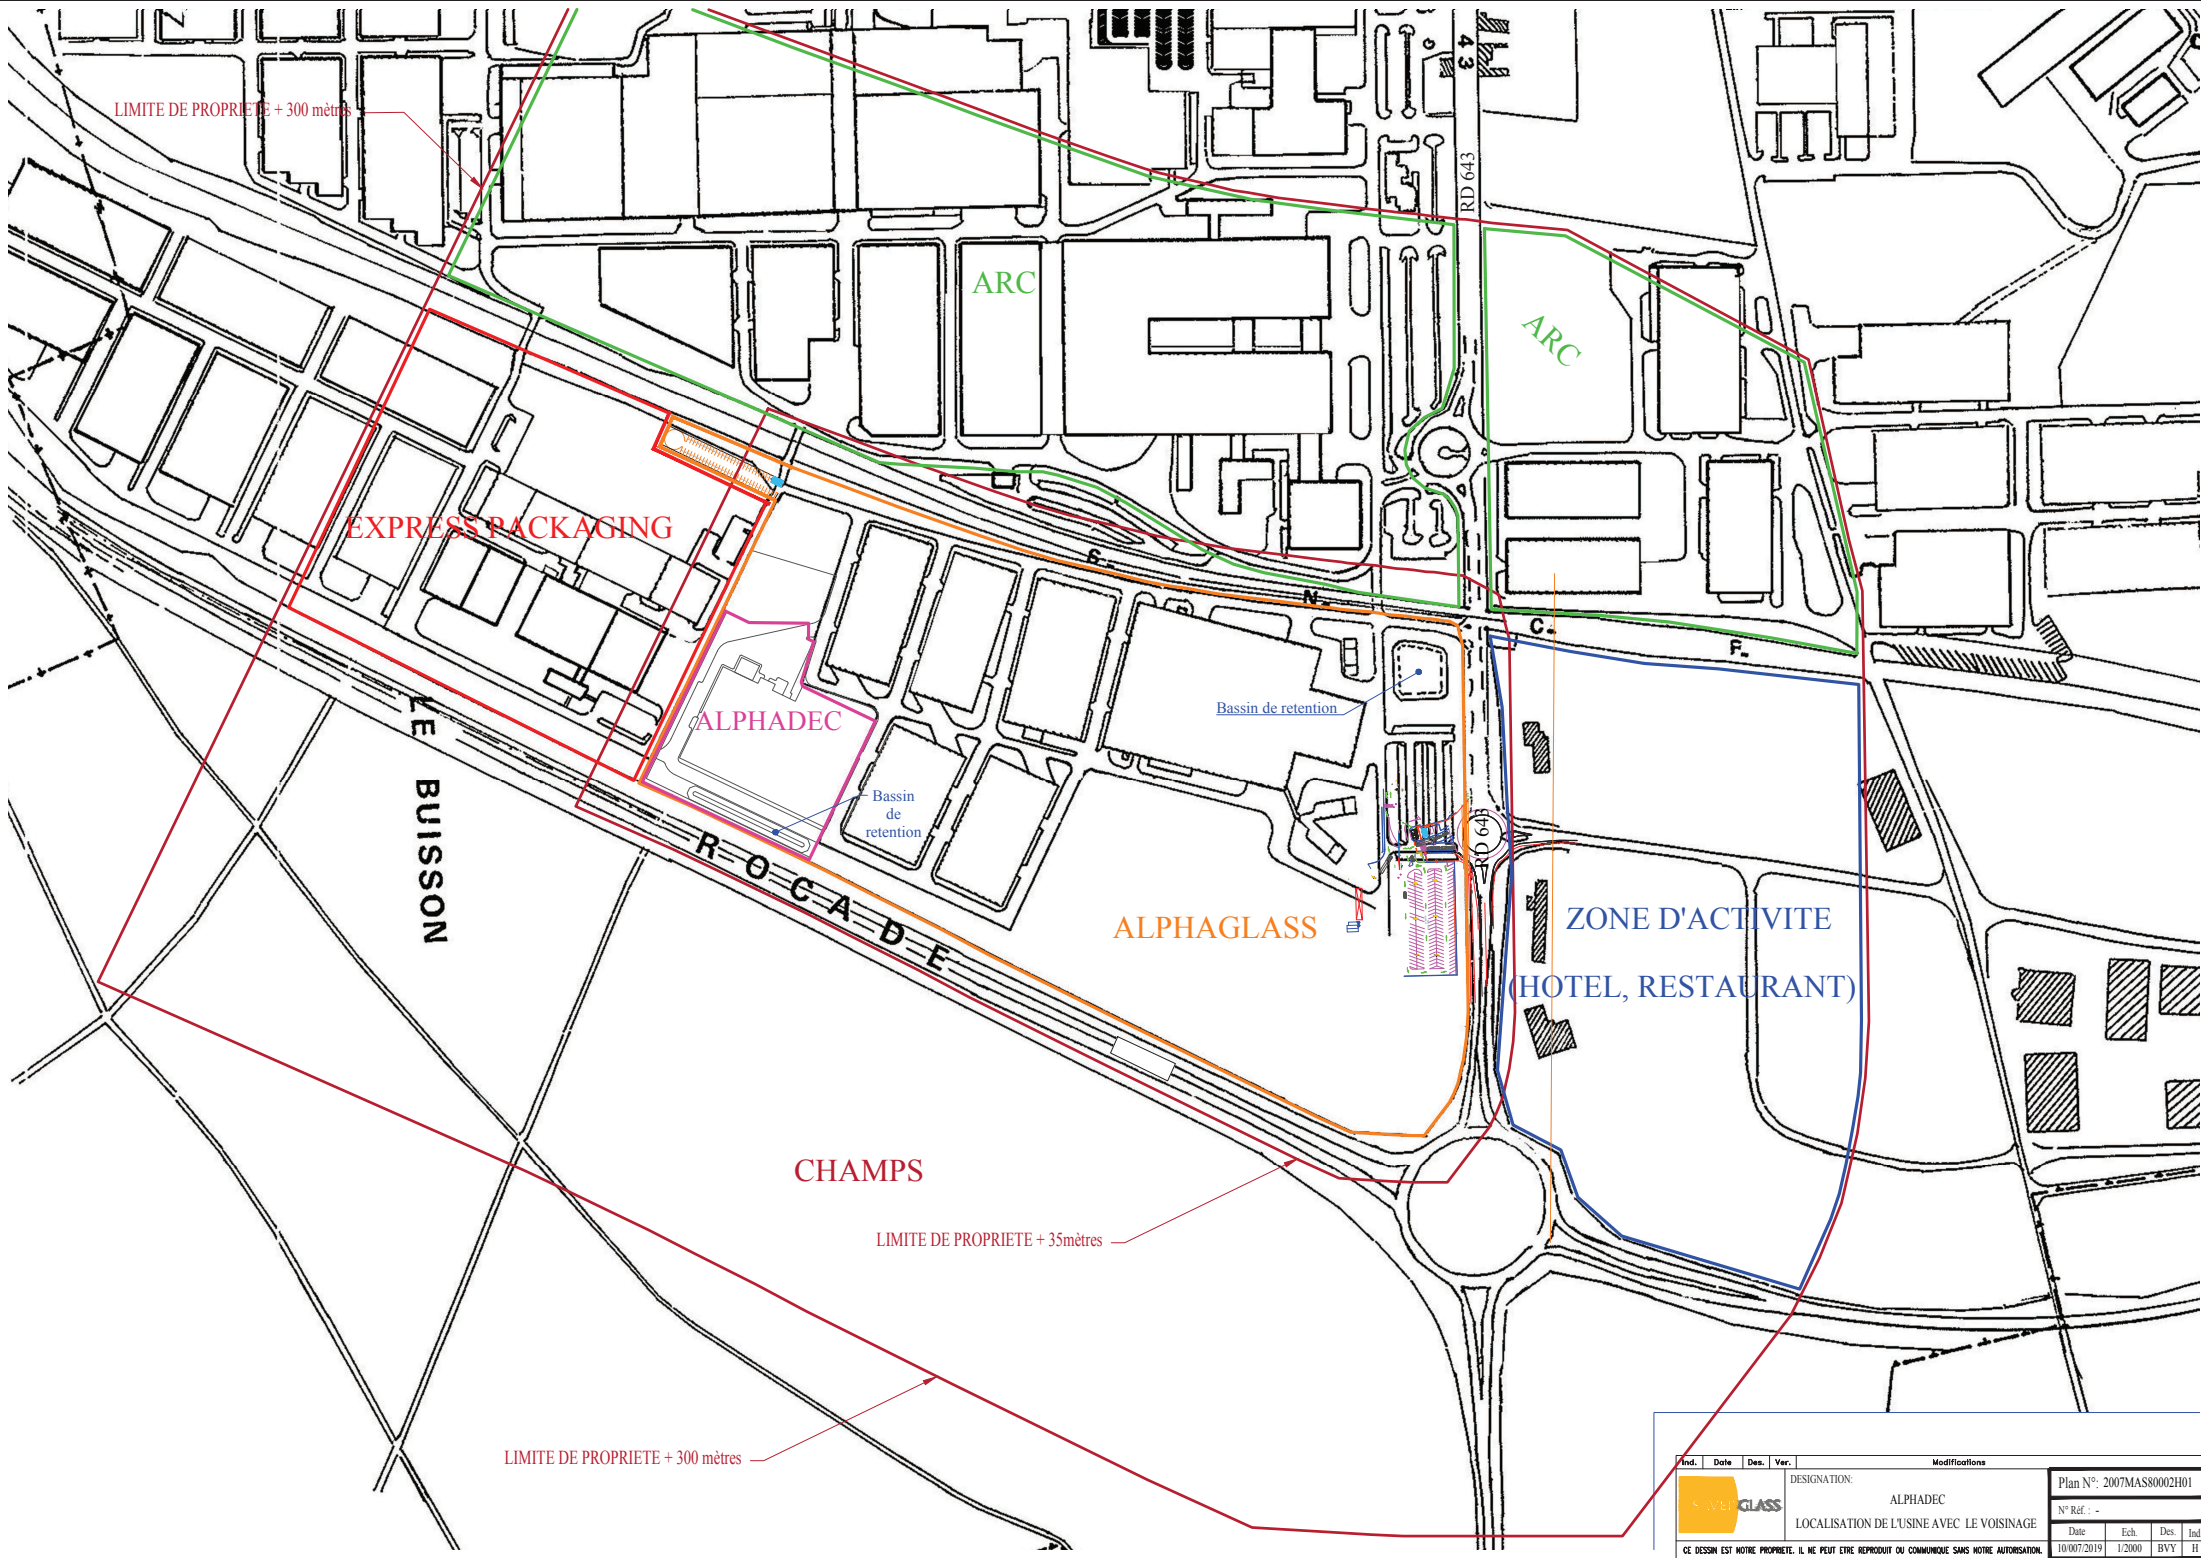 43
LIMITE DE PROPRIETE + 300 mètres
RD 643
ARC
ARC
EXPRESS PACKAGING
S.
N.
C.
F.
Bassin de retention
ALPHADEC
LE BUISSON
Bassin
de
retention
ROCADE
RD 643
ALPHAGLASS
ZONE D'ACTIVITE
(HOTEL, RESTAURANT)
CHAMPS
LIMITE DE PROPRIETE + 35mètres
LIMITE DE PROPRIETE + 300 mètres
Ind. Date Des. Ver. Modifications
GLASS
DESIGNATION:
ALPHADEC
LOCALISATION DE L'USINE AVEC LE VOISINAGE
Plan N°: 2007MAS80002H01
N° Réf. : -
Date Ech. Des. Ind
10/007/2019 1/2000 BVY H
CE DESSIN EST NOTRE PROPRIETE. IL NE PEUT ETRE REPRODUIT OU COMMUNIQUE SANS NOTRE AUTORISATION.